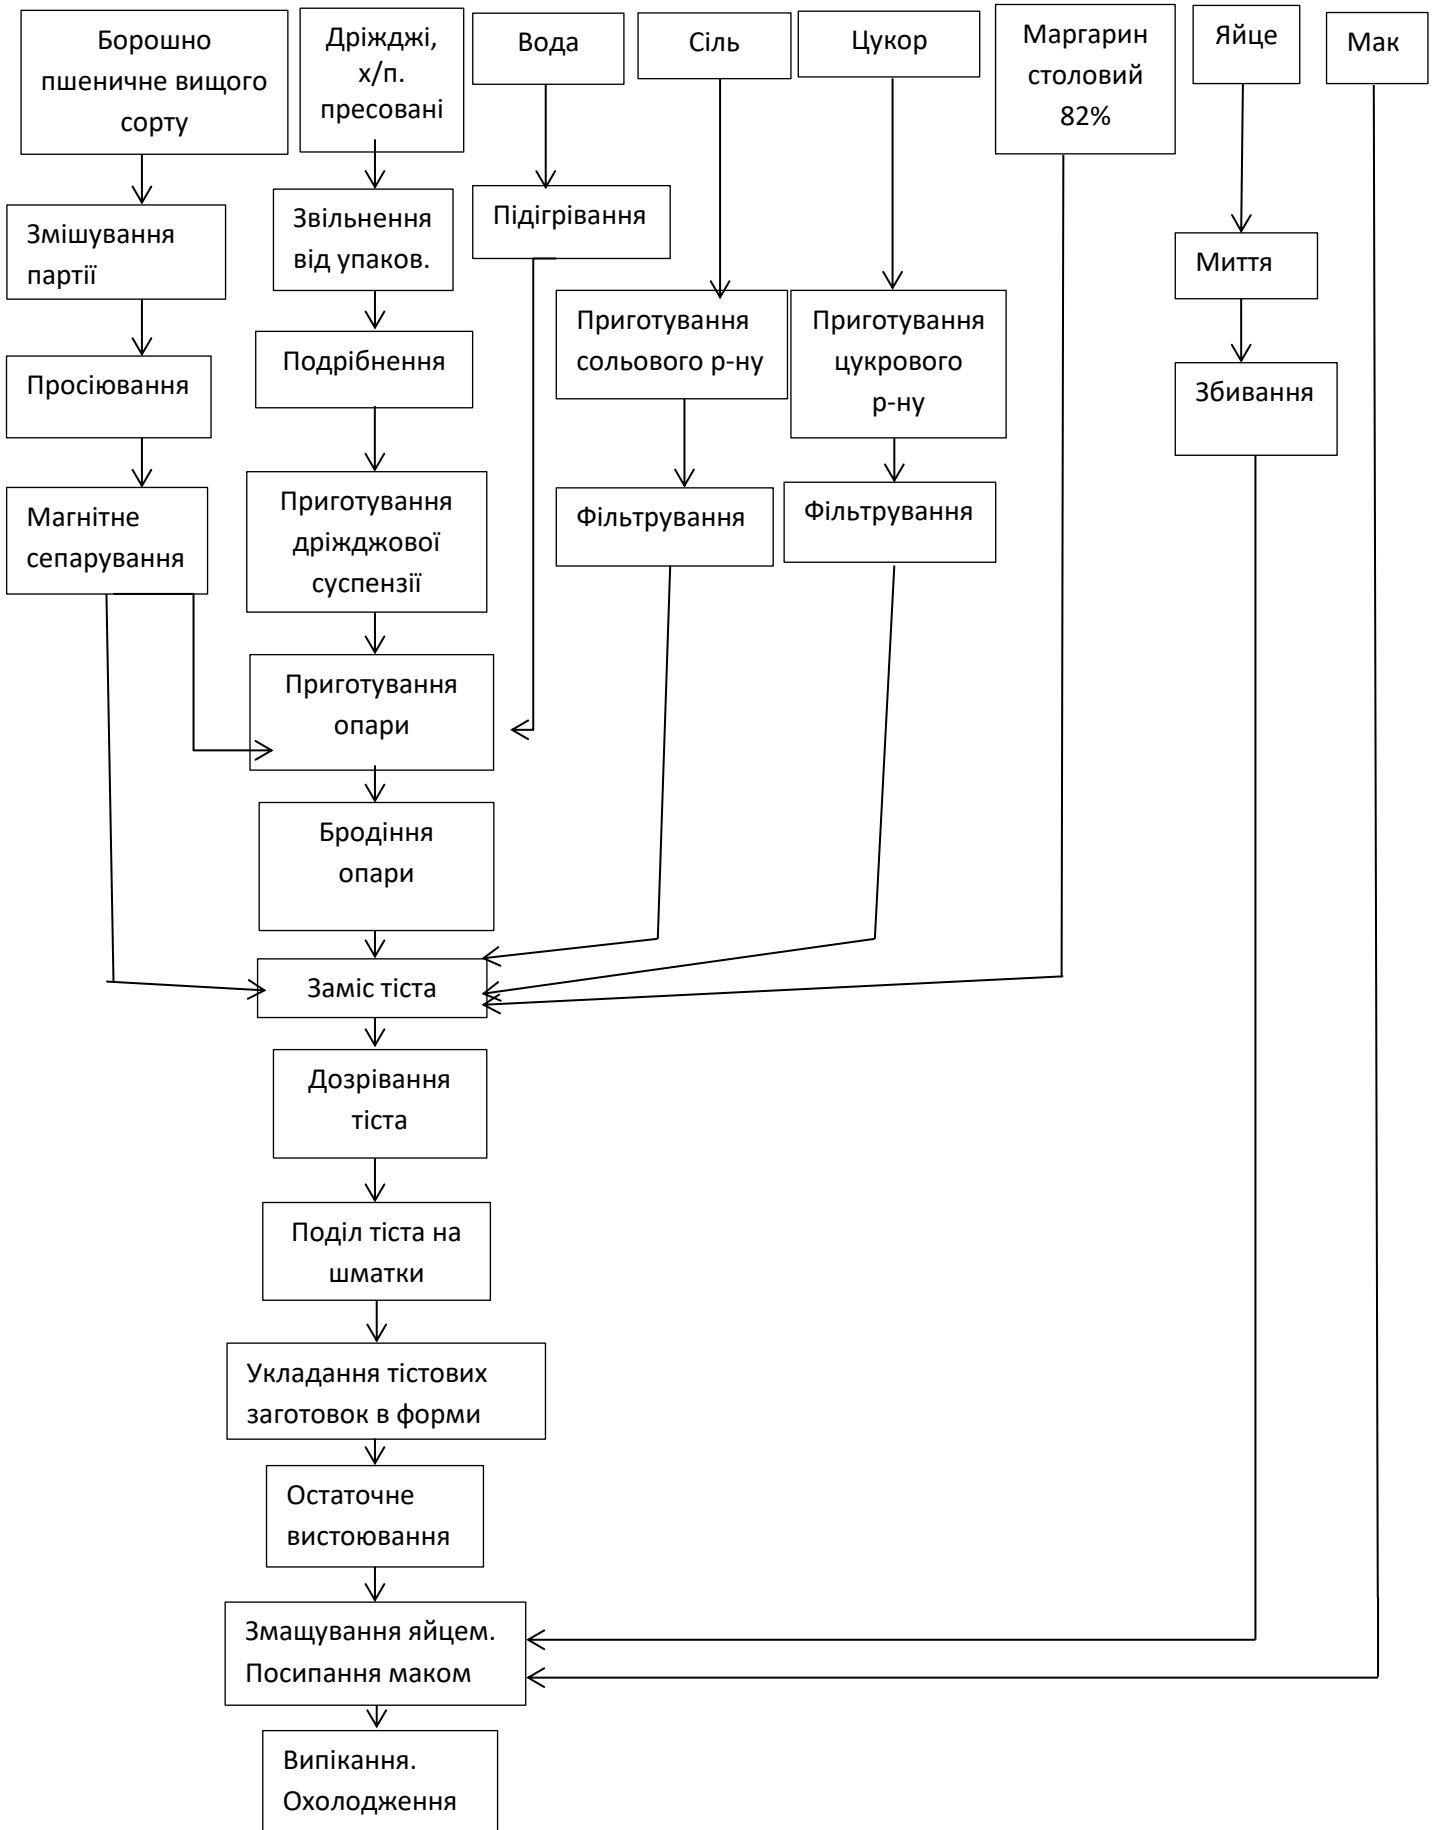 Борошно
пшеничне вищого
сорту
Дріжджі,
х/п.
пресовані
Вода
Сіль
Цукор
Маргарин
столовий
82%
Яйце
Мак
Змішування
партії
Звільнення
від упаков.
Підігрівання
Миття
Просіювання
Подрібнення
Приготування
сольового р-ну
Приготування
цукрового
р-ну
Збивання
Магнітне
сепарування
Приготування
дріжджової
суспензії
Фільтрування
Фільтрування
Приготування
опари
Бродіння
опари
Заміс тіста
Дозрівання
тіста
Поділ тіста на
шматки
Укладання тістових
заготовок в форми
Остаточне
вистоювання
Змащування яйцем.
Посипання маком
Випікання.
Охолодження